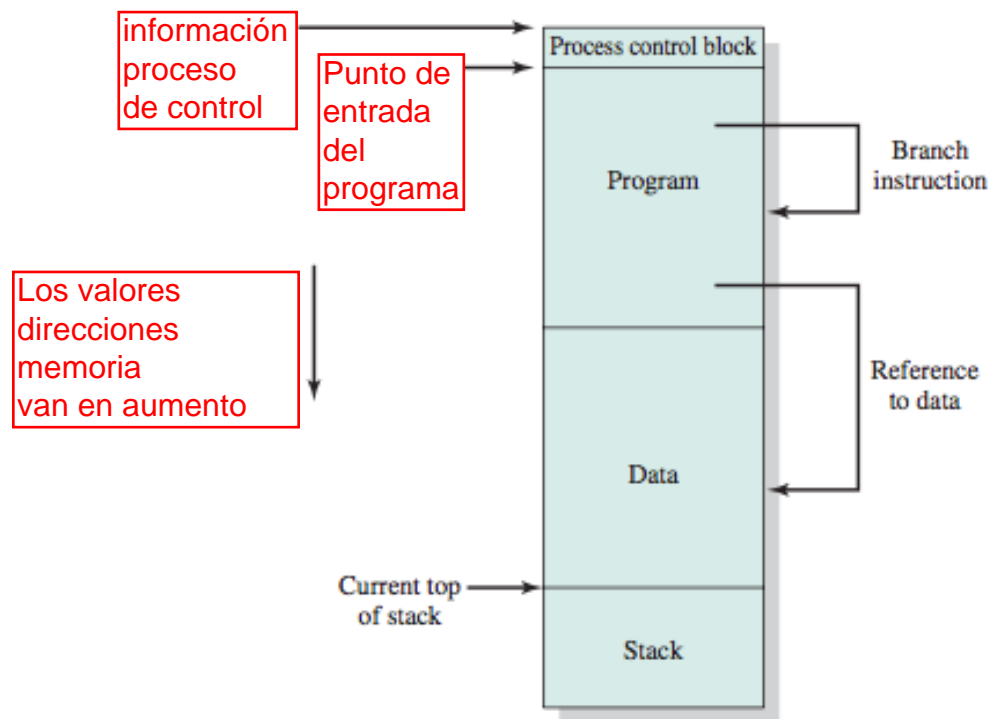 información
proceso
de control
Process control block
Punto de
entrada
del
programa
Program
Branch
instruction
Los valores
direcciones
memoria
van en aumento
Reference
to data
Data
Current top
of stack
Stack